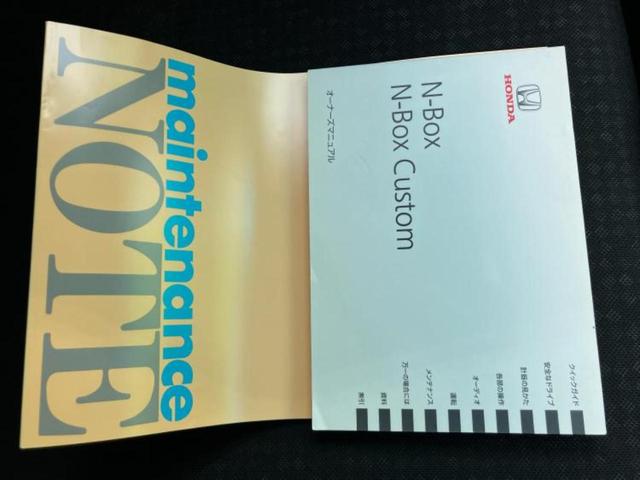 maintenance
NOTE
HONDA
N-Box
N-Box Custom
オーナーズマニュアル
クイックガイド
安全なドライブ
計器の見かた
各部の操作
オーディオ
運転
メンテナンス
万一の場合には
資料
索引